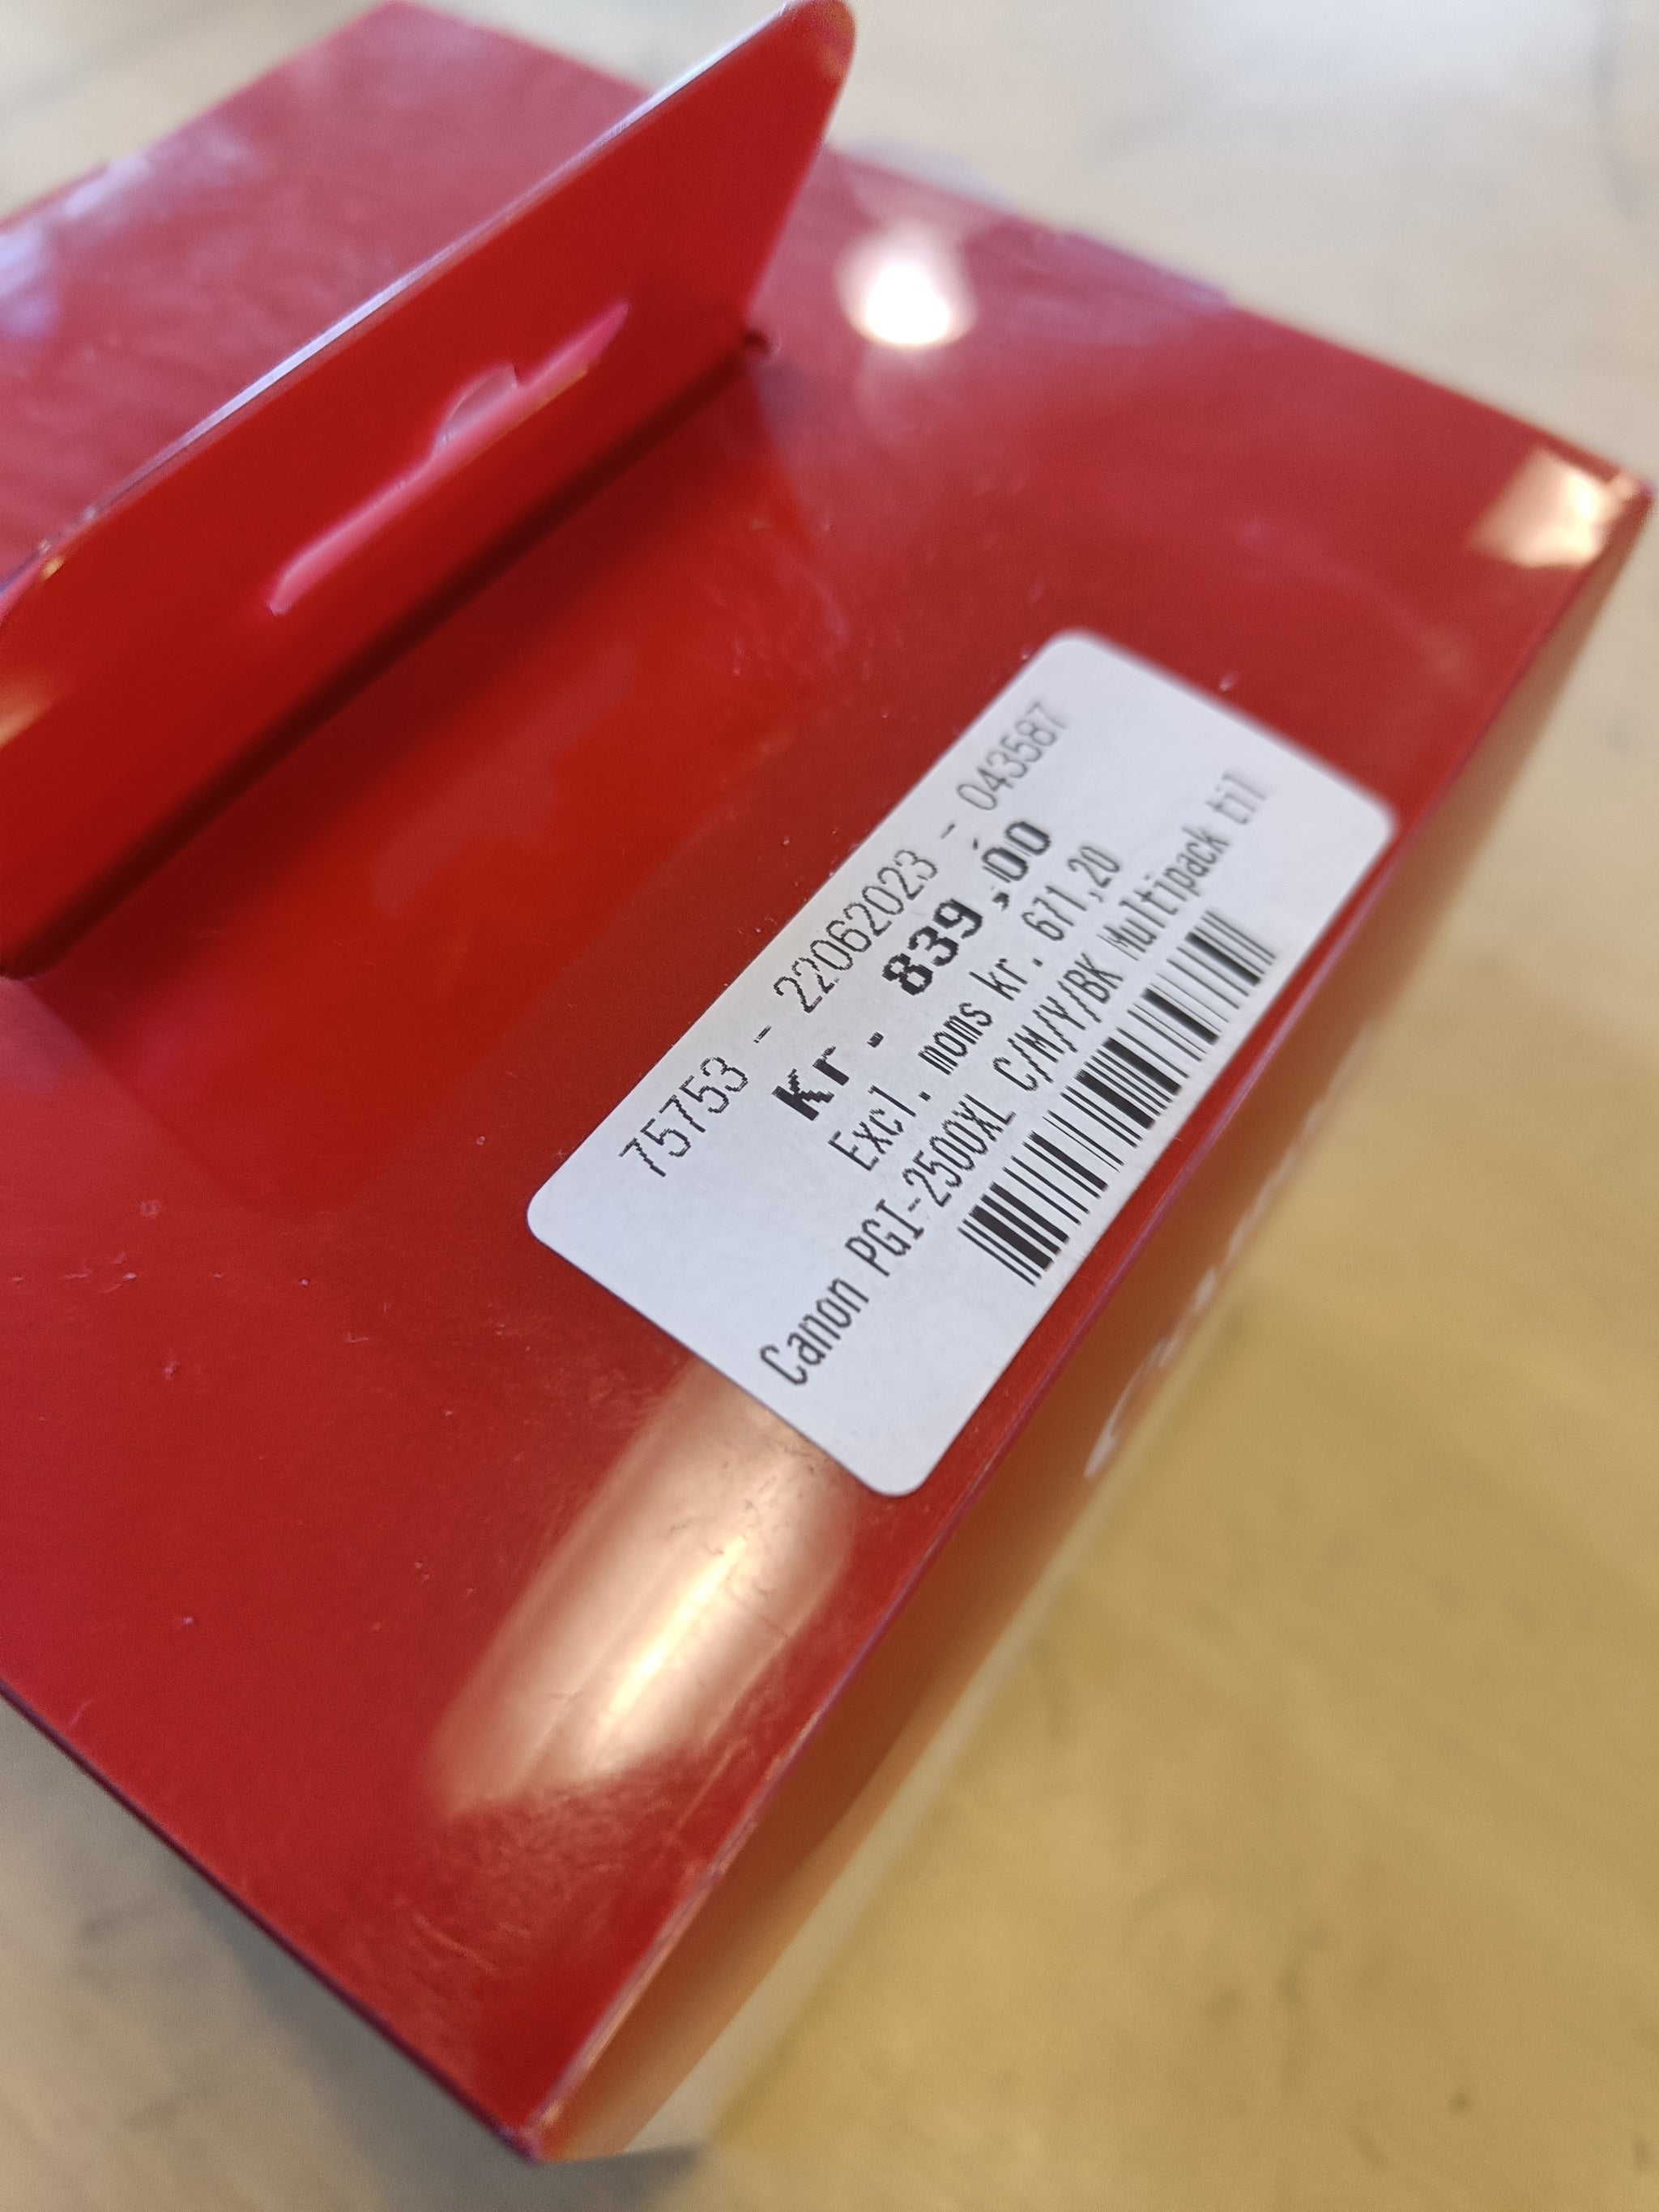 75753 - 22062023 - 043587
Kr. 839,00
Excl. moms kr. 671,20
Canon PGI-2500XL C/M/Y/BK Multipack til